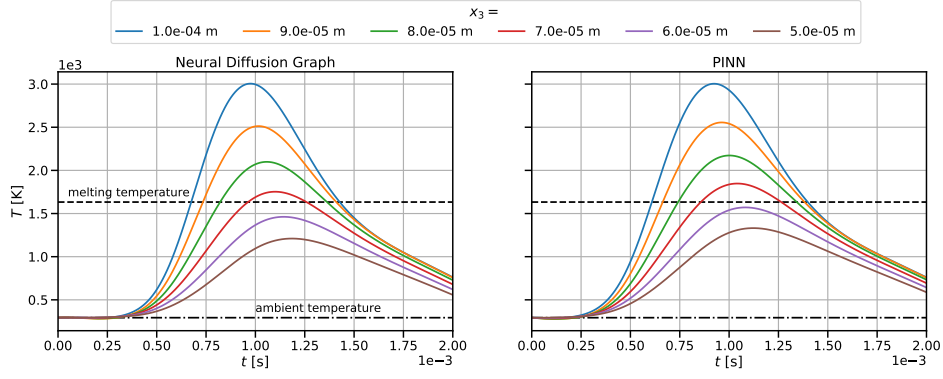 x₃ =
1.0e-04 m 9.0e-05 m 8.0e-05 m 7.0e-05 m 6.0e-05 m 5.0e-05 m
Neural Diffusion Graph
1e3
3.0
2.5
2.0
1.5
1.0
0.5
T [K]
melting temperature
ambient temperature
0.00 0.25 0.50 0.75 1.00 1.25 1.50 1.75 2.00
t [s]
1e−3
PINN
0.00 0.25 0.50 0.75 1.00 1.25 1.50 1.75 2.00
t [s]
1e−3